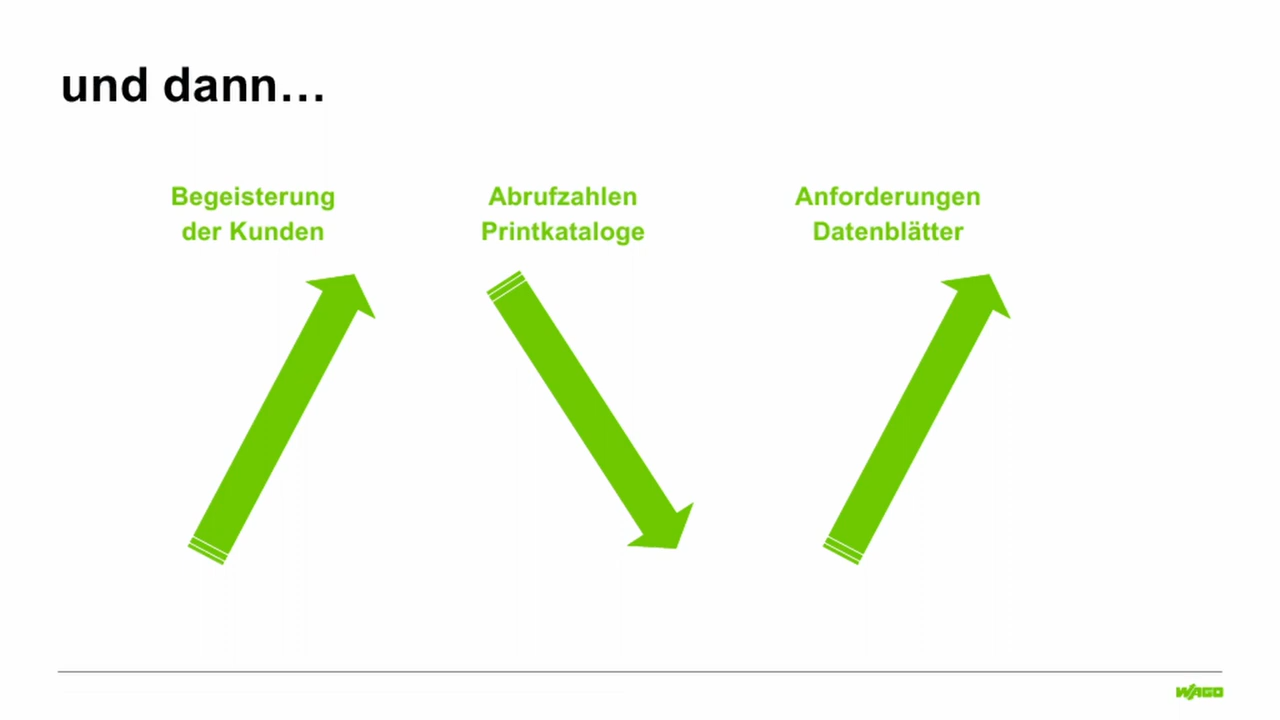 und dann…
Begeisterung
der Kunden
Abrufzahlen
Printkataloge
Anforderungen
Datenblätter
WAGO